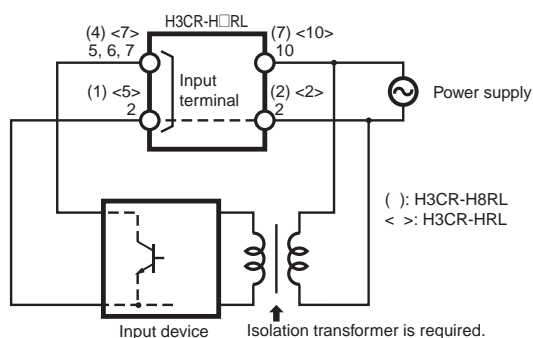 H3CR-H□RL
(4) <7>
(7) <10>
5, 6, 7
10
Input
terminal
(1) <5>
(2) <2>
2
2
Power supply
( ): H3CR-H8RL
< >: H3CR-HRL
Input device
Isolation transformer is required.